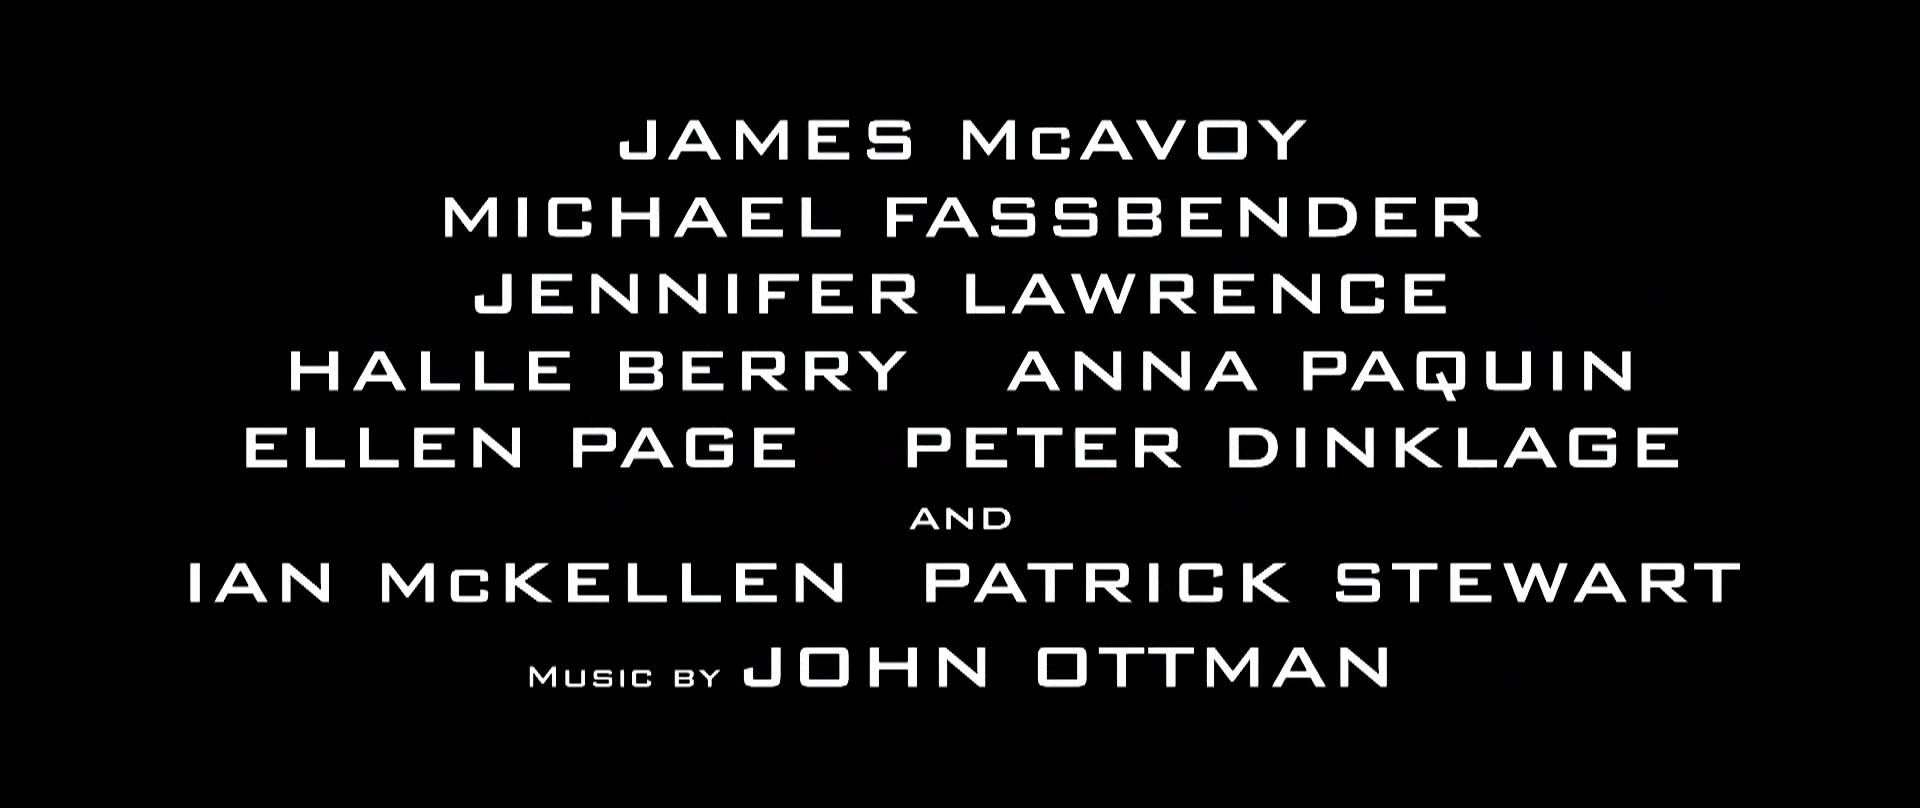 JAMES McAVOY
MICHAEL FASSBENDER
JENNIFER LAWRENCE
HALLE BERRY ANNA PAQUIN
ELLEN PAGE PETER DINKLAGE
AND
IAN McKELLEN PATRICK STEWART
MUSIC BY JOHN OTTMAN